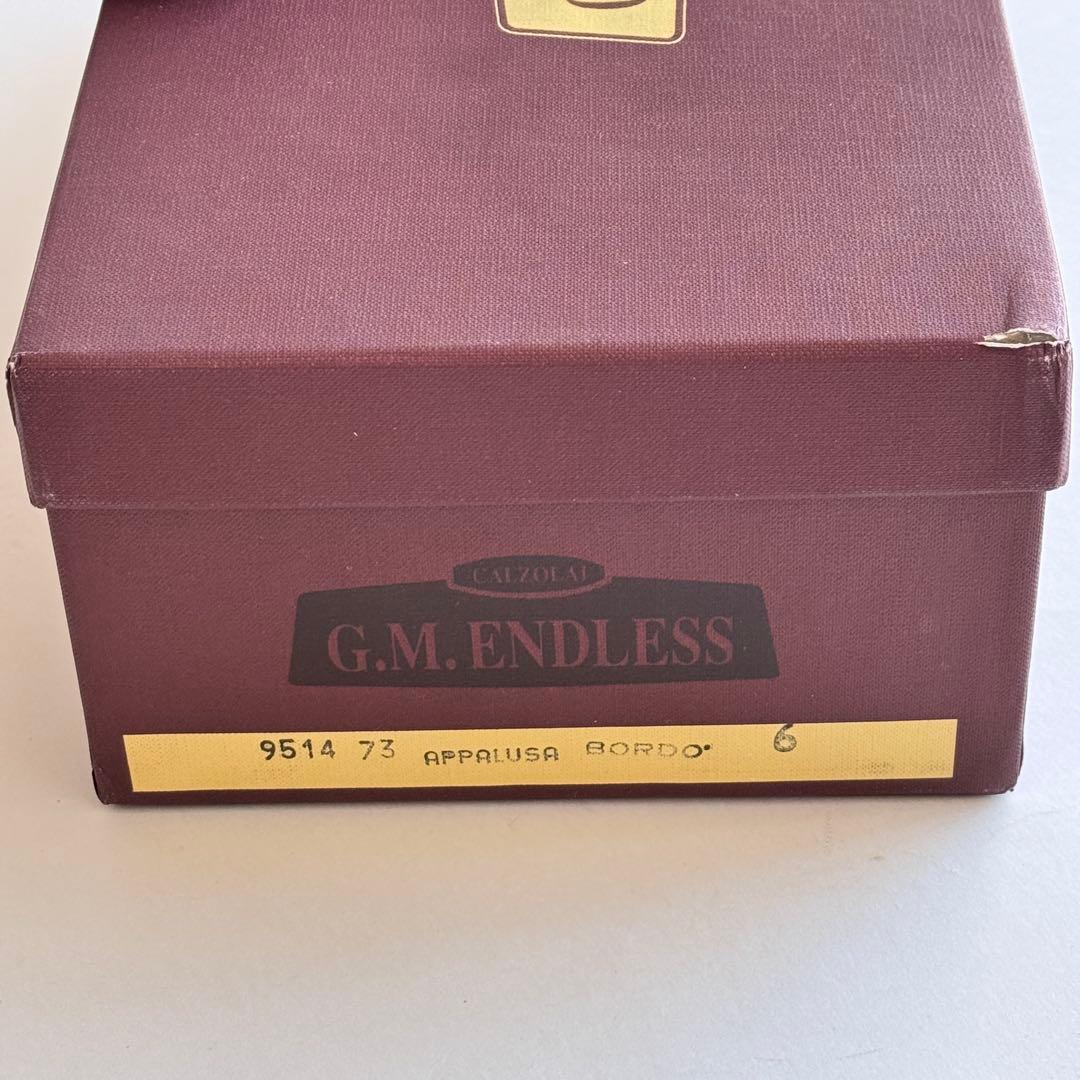 CALZOLAI
G.M. ENDLESS
9514 73 APPALUSA BORDO' 6